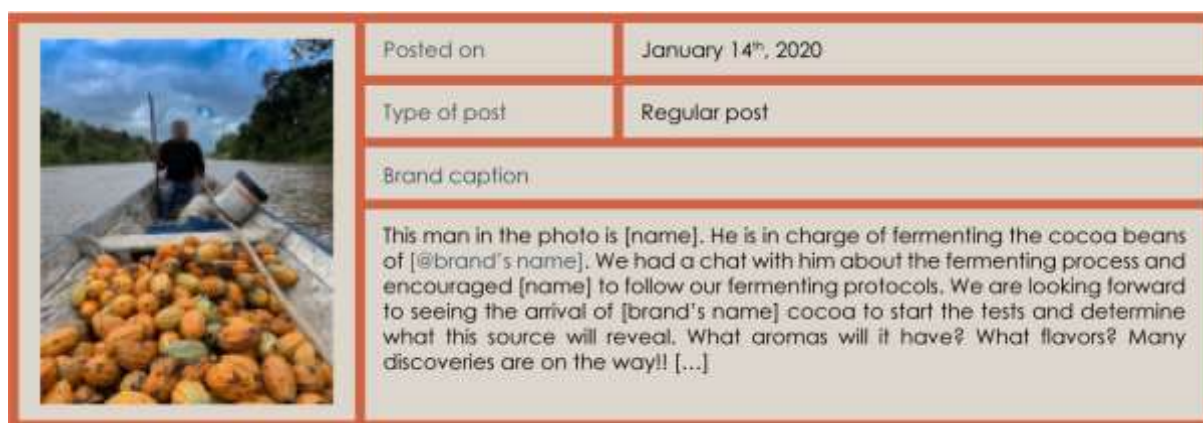 Posted on
January 14th, 2020
Type of post
Regular post
Brand caption
This man in the photo is [name]. He is in charge of fermenting the cocoa beans
of [@brand's name]. We had a chat with him about the fermenting process and
encouraged [name] to follow our fermenting protocols. We are looking forward
to seeing the arrival of [brand's name] cocoa to start the tests and determine
what this source will reveal. What aromas will it have? What flavors? Many
discoveries are on the way!! […]